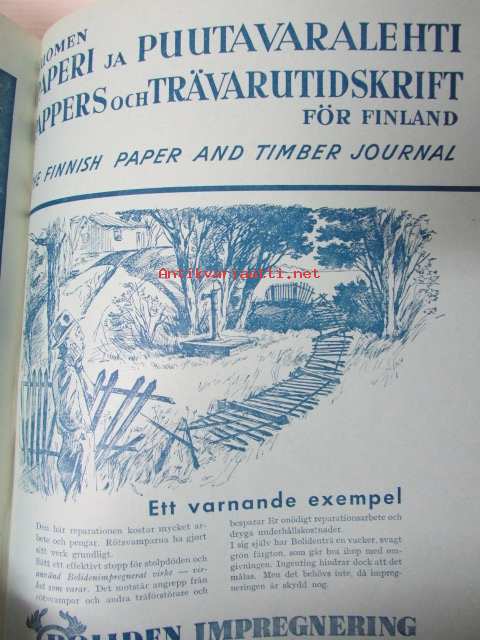 SUOMEN
PAPERI JA PUUTAVARALEHTI
PAPPERS OCH TRÄVARUTIDSKRIFT
FÖR FINLAND
THE FINNISH PAPER AND TIMBER JOURNAL
Antikvariaatti.net
Ett varnande exempel
Den här reparationen kostar mycket ar-
bete och pengar. Rötsvamparna ha gjort
sitt verk grundligt.
Sätt ett effektivt stopp för stolpdöden och
använd Bolidenimpregnerat virke — vir-
ket som varar. Det motstår angrepp från
rötsvampar och andra träförstörare och
besparar Er onödigt reparationsarbete och
dryga underhållskostnader.
I sig själv har Bolidenträ en vacker, svagt
grön färgton, som går bra ihop med om-
givningen. Ingenting hindrar dock att det
målas. Men det behövs inte, då impreg-
neringen är skydd nog.
BOLIDEN IMPREGNERING